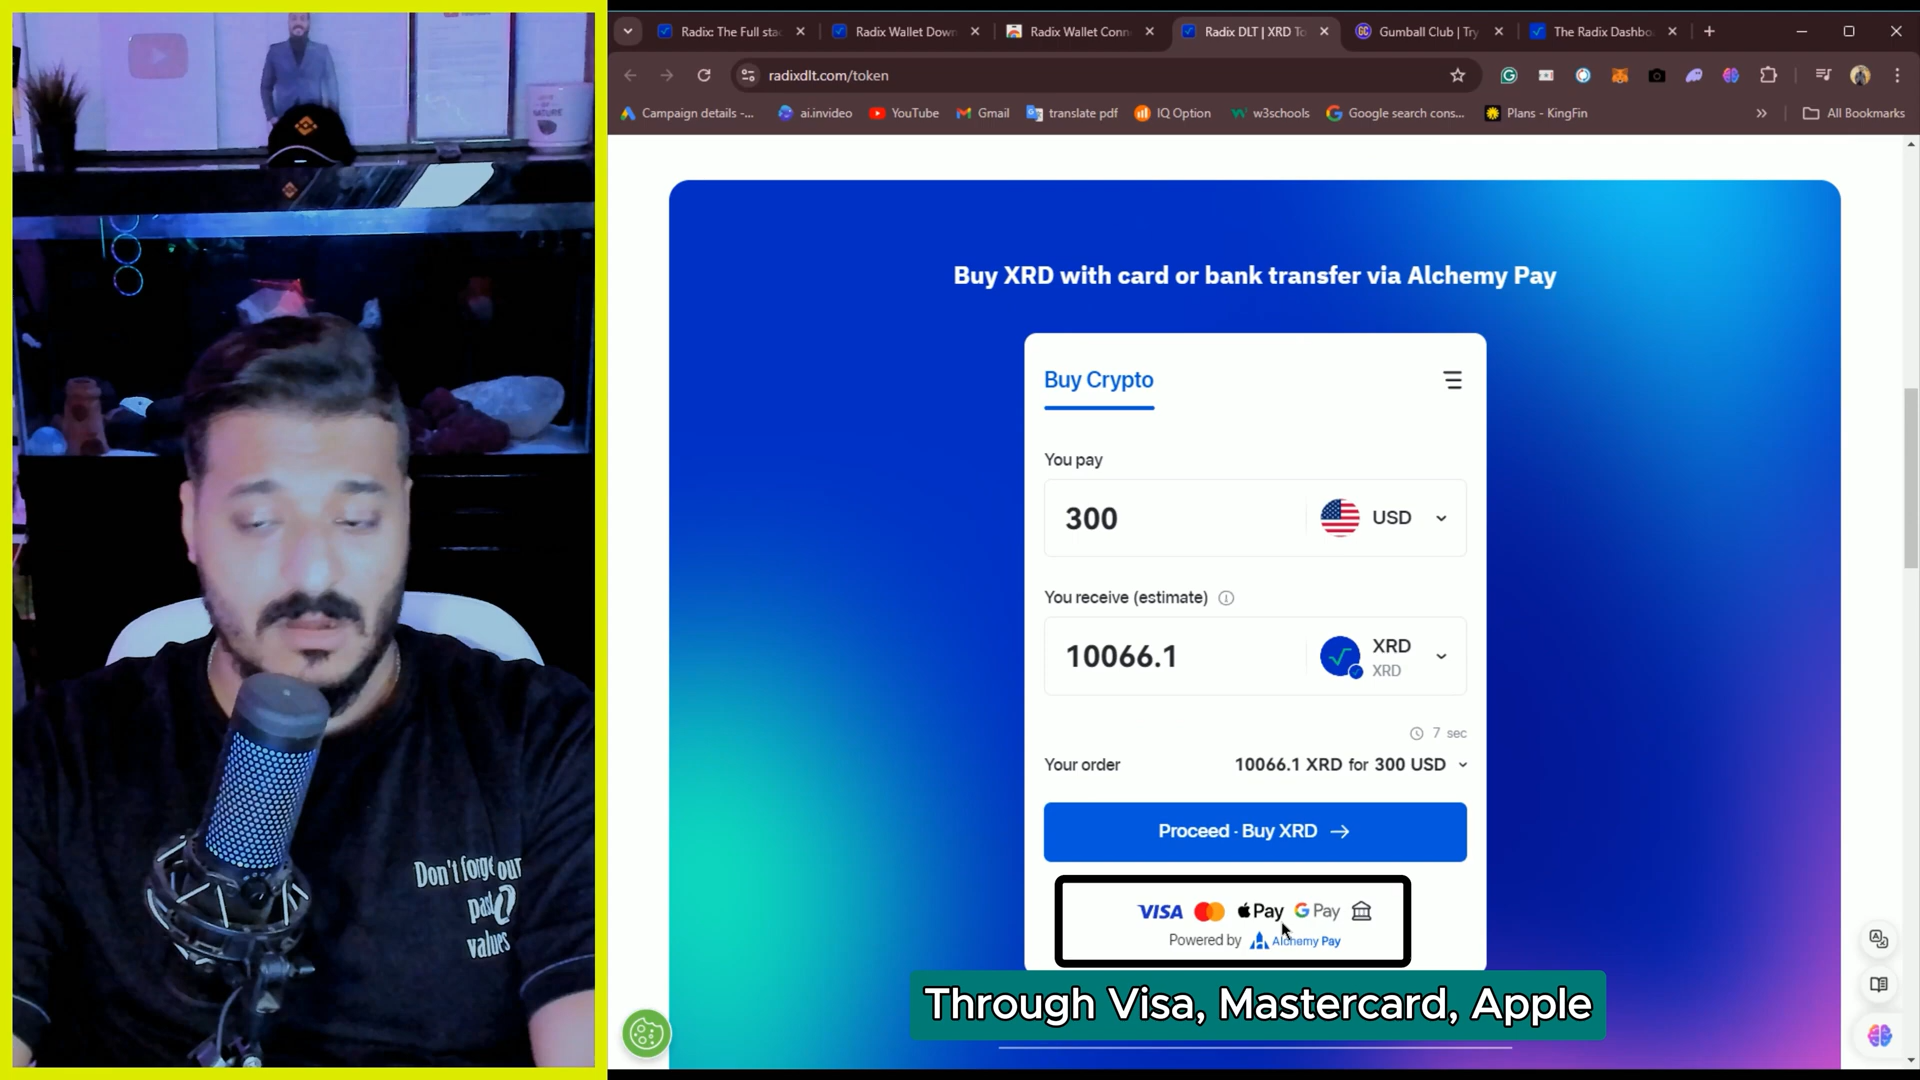 Don't forget our
past
values
Radix: The Full sta
Radix Wallet Down
Radix Wallet Conn
Radix DLT | XRD To
Gumball Club | Try
The Radix Dashbo
radixdlt.com/token
Campaign details -...
ai.invideo
YouTube
Gmail
translate pdf
IQ Option
w3schools
Google search cons...
Plans - KingFin
»
All Bookmarks
Buy XRD with card or bank transfer via Alchemy Pay
Buy Crypto
You pay
300
USD
You receive (estimate)
10066.1
XRD
XRD
7 sec
Your order
10066.1 XRD for 300 USD
Proceed · Buy XRD →
VISA Pay G Pay
Powered by Alchemy Pay
Through Visa, Mastercard, Apple